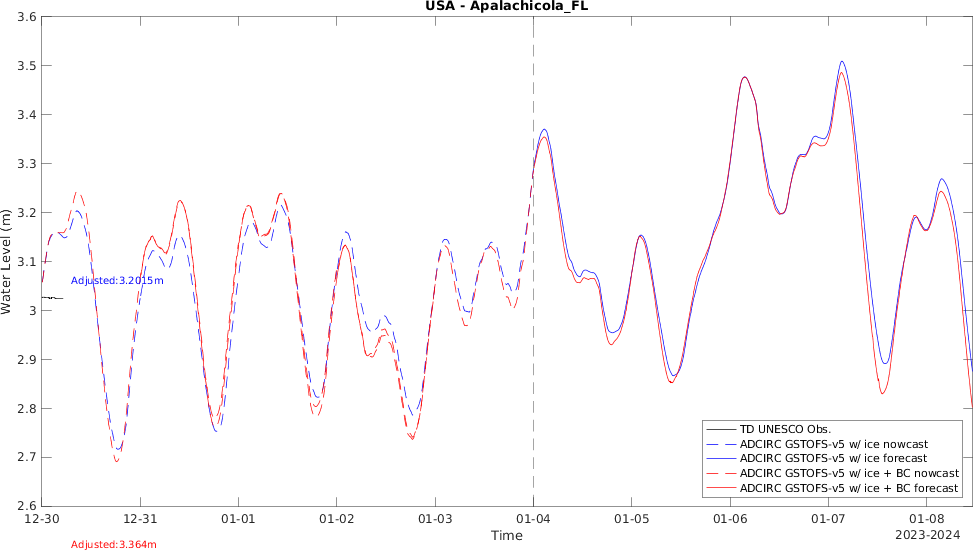 USA - Apalachicola_FL
3.6
3.5
3.4
3.3
3.2
3.1
3
2.9
2.8
2.7
2.6
Water Level (m)
Adjusted:3.2015m
TD UNESCO Obs.
ADCIRC GSTOFS-v5 w/ ice nowcast
ADCIRC GSTOFS-v5 w/ ice forecast
ADCIRC GSTOFS-v5 w/ ice + BC nowcast
ADCIRC GSTOFS-v5 w/ ice + BC forecast
12-30 12-31 01-01 01-02 01-03 01-04 01-05 01-06 01-07 01-08
Time
2023-2024
Adjusted:3.364m